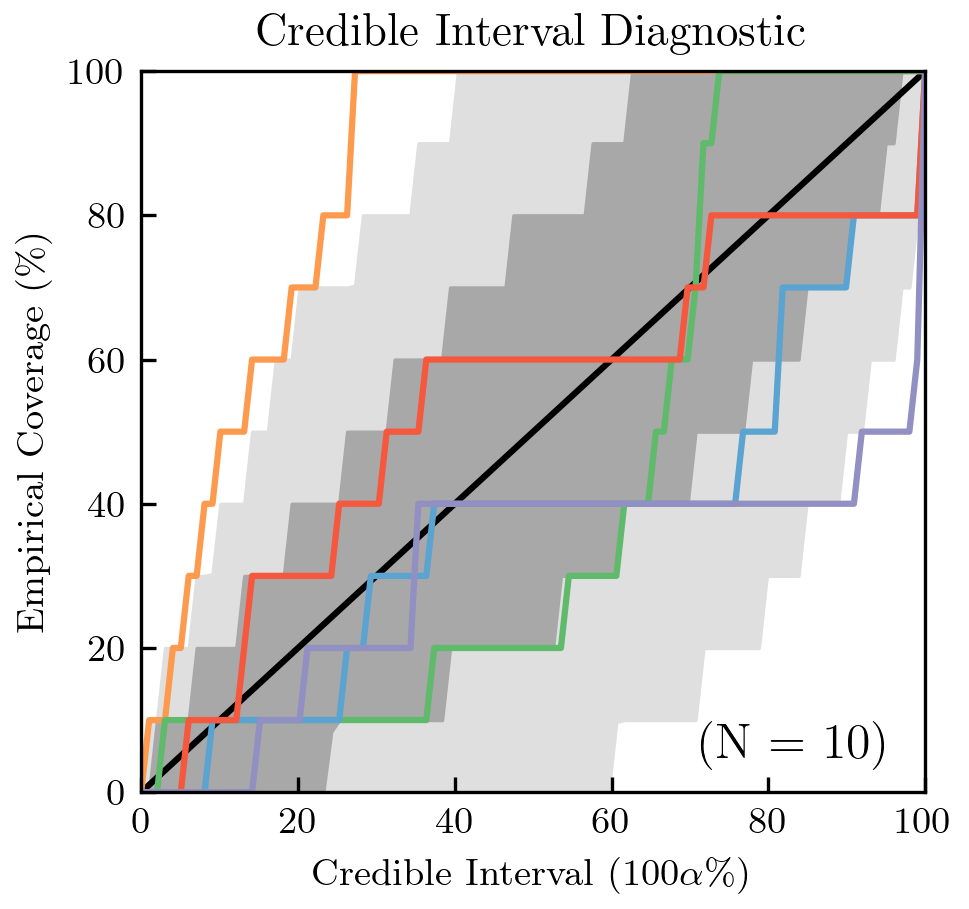 Credible Interval Diagnostic
100
80
60
40
20
0
Empirical Coverage (%)
(N = 10)
0 20 40 60 80 100
Credible Interval (100α%)